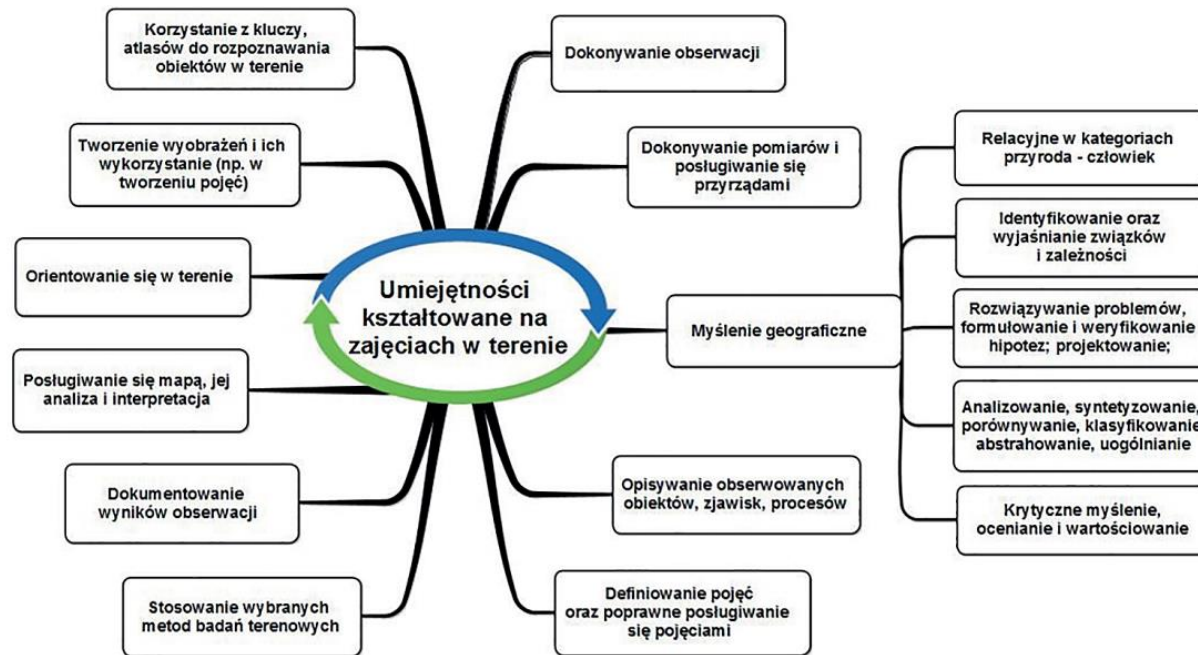 Korzystanie z kluczy,
atlasów do rozpoznawania
obiektów w terenie
Dokonywanie obserwacji
Tworzenie wyobrażeń i ich
wykorzystanie (np. w
tworzeniu pojęć)
Dokonywanie pomiarów i
posługiwanie się
przyrządami
Orientowanie się w terenie
Umiejętności
kształtowane na
zajęciach w terenie
Myślenie geograficzne
Posługiwanie się mapą, jej
analiza i interpretacja
Dokumentowanie
wyników obserwacji
Opisywanie obserwowanych
obiektów, zjawisk, procesów
Stosowanie wybranych
metod badań terenowych
Definiowanie pojęć
oraz poprawne posługiwanie
się pojęciami
Relacyjne w kategoriach
przyroda - człowiek
Identyfikowanie oraz
wyjaśnianie związków
i zależności
Rozwiązywanie problemów,
formułowanie i weryfikowanie
hipotez; projektowanie;
Analizowanie, syntetyzowanie,
porównywanie, klasyfikowanie,
abstrahowanie, uogólnianie
Krytyczne myślenie,
ocenianie i wartościowanie